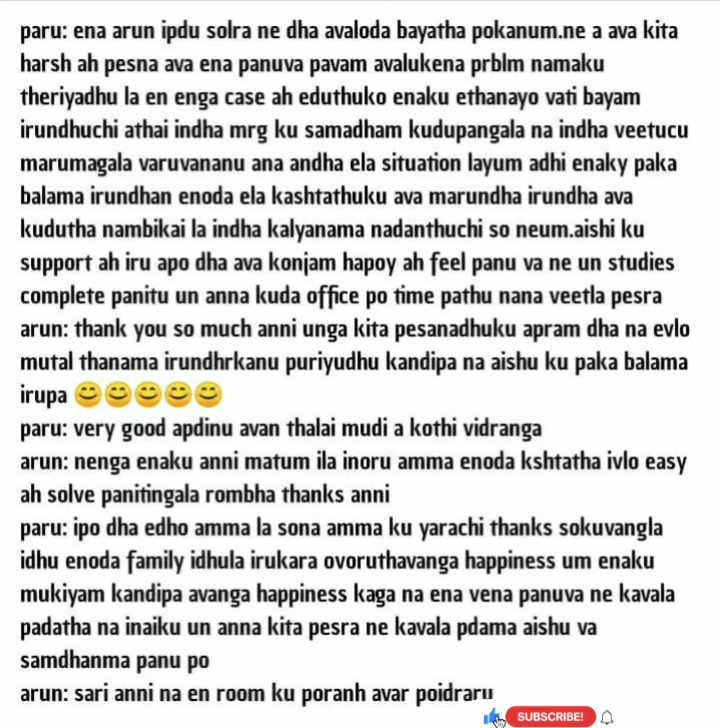 paru: ena arun ipdu solra ne dha avaloda bayatha pokanum.ne a ava kita
harsh ah pesna ava ena panuva pavam avalukena prblm namaku
theriyadhu la en enga case ah eduthuko enaku ethanayo vati bayam
irundhuchi athai indha mrg ku samadham kudupangala na indha veetucu
marumagala varuvananu ana andha ela situation layum adhi enaky paka
balama irundhan enoda ela kashtathuku ava marundha irundha ava
kudutha nambikai la indha kalyanama nadanthuchi so neum.aishi ku
support ah iru apo dha ava konjam hapoy ah feel panu va ne un studies
complete panitu un anna kuda office po time pathu nana veetla pesra
arun: thank you so much anni unga kita pesanadhuku apram dha na evlo
mutal thanama irundhrkanu puriyudhu kandipa na aishu ku paka balama
irupa 😊😊😊😊😊
paru: very good apdinu avan thalai mudi a kothi vidranga
arun: nenga enaku anni matum ila inoru amma enoda kshtatha ivlo easy
ah solve panitingala rombha thanks anni
paru: ipo dha edho amma la sona amma ku yarachi thanks sokuvangla
idhu enoda family idhula irukara ovoruthavanga happiness um enaku
mukiyam kandipa avanga happiness kaga na ena vena panuva ne kavala
padatha na inaiku un anna kita pesra ne kavala pdama aishu va
samdhanma panu po
arun: sari anni na en room ku poranh avar poidraru
SUBSCRIBE!